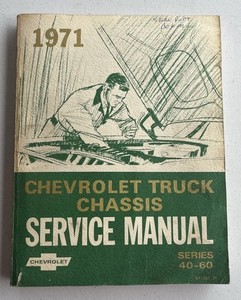 1971
CHEVROLET TRUCK
CHASSIS
SERVICE MANUAL
SERIES
40-60
CHEVROLET